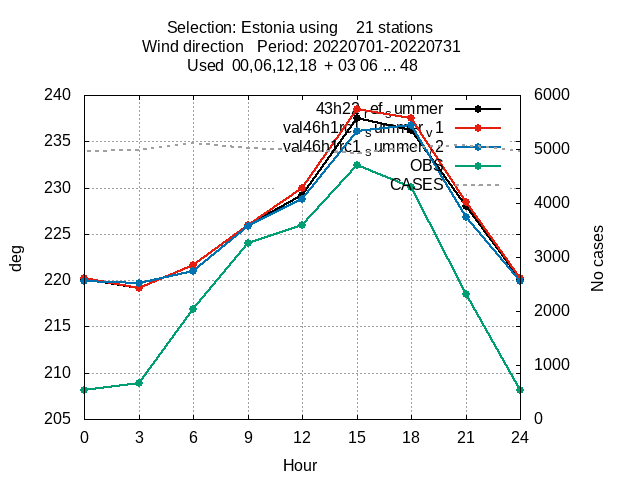 Selection: Estonia using 21 stations
Wind direction Period: 20220701-20220731
Used 00,06,12,18 + 03 06 ... 48
240
235
230
225
220
215
210
205
6000
5000
4000
3000
2000
1000
0
deg
No cases
OBS
CASES
0 3 6 9 12 15 18 21 24
Hour